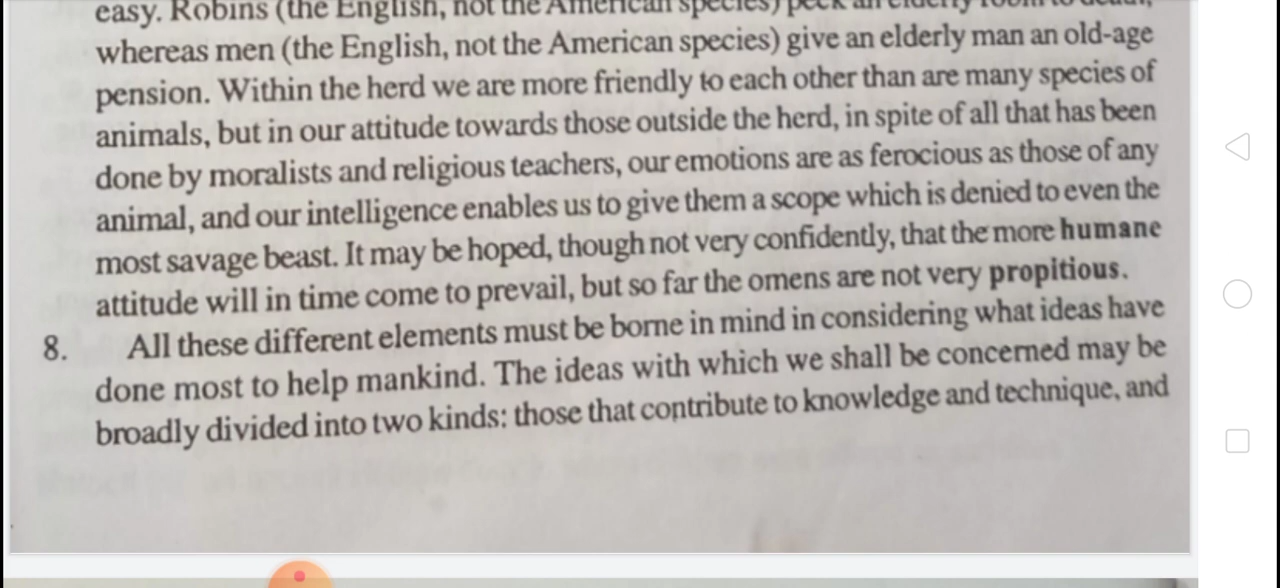 easy. Robins (the English, not the American species) peck an elderly robin to death,
whereas men (the English, not the American species) give an elderly man an old-age
pension. Within the herd we are more friendly to each other than are many species of
animals, but in our attitude towards those outside the herd, in spite of all that has been
done by moralists and religious teachers, our emotions are as ferocious as those of any
animal, and our intelligence enables us to give them a scope which is denied to even the
most savage beast. It may be hoped, though not very confidently, that the more humane
attitude will in time come to prevail, but so far the omens are not very propitious.
8. All these different elements must be borne in mind in considering what ideas have
done most to help mankind. The ideas with which we shall be concerned may be
broadly divided into two kinds: those that contribute to knowledge and technique, and